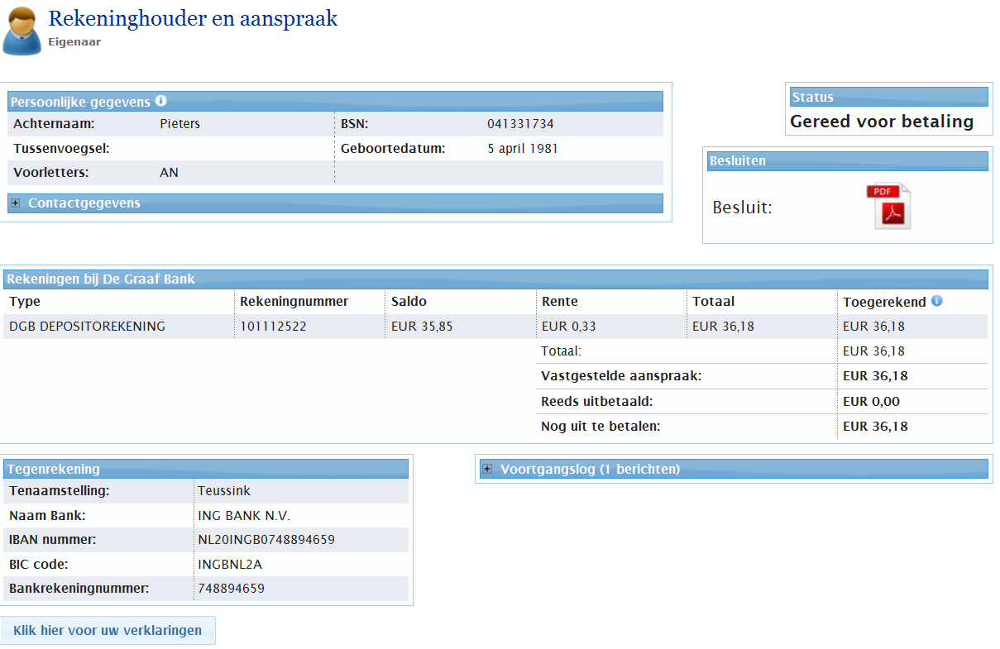 Rekeninghouder en aanspraak
Eigenaar
Persoonlijke gegevens
Achternaam: Pieters BSN: 041331734
Tussenvoegsel: Geboortedatum: 5 april 1981
Voorletters: AN
Contactgegevens
Status
Gereed voor betaling
Besluiten
Besluit: PDF
Rekeningen bij De Graaf Bank
Type Rekeningnummer Saldo Rente Totaal Toegerekend
DGB DEPOSITOREKENING 101112522 EUR 35,85 EUR 0,33 EUR 36,18 EUR 36,18
Totaal: EUR 36,18
Vastgestelde aanspraak: EUR 36,18
Reeds uitbetaald: EUR 0,00
Nog uit te betalen: EUR 36,18
Tegenrekening
Tenaamstelling: Teussink
Naam Bank: ING BANK N.V.
IBAN nummer: NL20INGB0748894659
BIC code: INGBNL2A
Bankrekeningnummer: 748894659
Voortgangslog (1 berichten)
Klik hier voor uw verklaringen